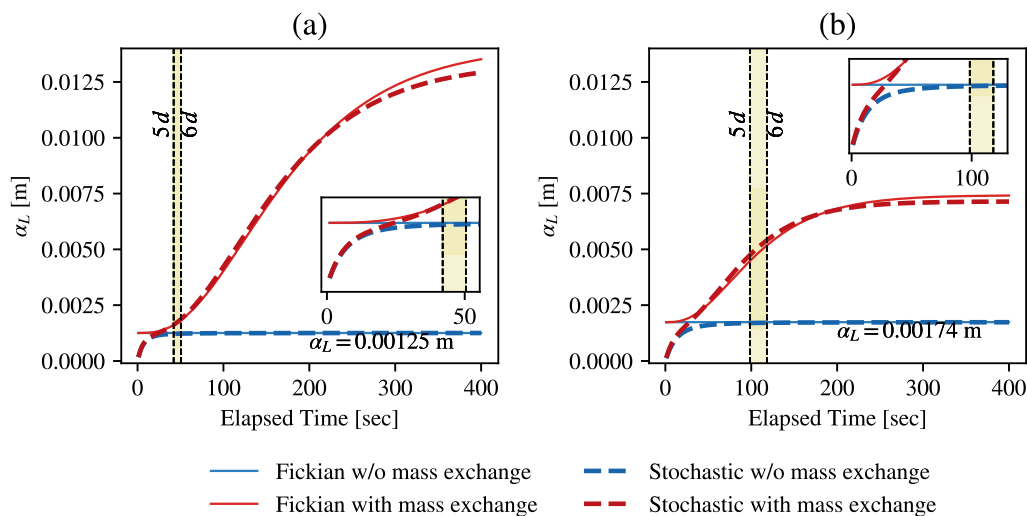 (a)
(b)
0.0125
0.0100
0.0075
0.0050
0.0025
0.0000
α_L [m]
5d
6d
0
50
α_L = 0.00125 m
0
100
200
300
400
Elapsed Time [sec]
0.0125
0.0100
0.0075
0.0050
0.0025
0.0000
α_L [m]
5d
6d
0
100
α_L = 0.00174 m
0
100
200
300
400
Elapsed Time [sec]
Fickian w/o mass exchange
Fickian with mass exchange
Stochastic w/o mass exchange
Stochastic with mass exchange